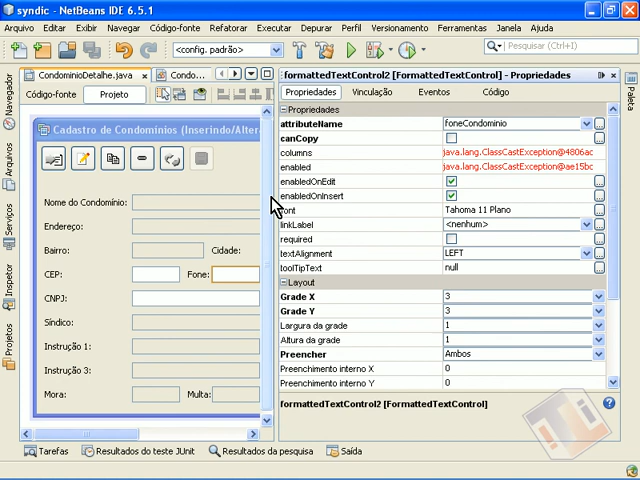 syndic - NetBeans IDE 6.5.1
Arquivo Editar Exibir Navegar Código-fonte Refatorar Executar Depurar Perfil Versionamento Ferramentas Janela Ajuda
<config. padrão>
Pesquisar (Ctrl+I)
CondominioDetalhe.java
Condo...
formattedTextControl2 [FormattedTextControl] - Propriedades
Código-fonte Projeto
Propriedades Vinculação Eventos Código
Navegador
Arquivos
Serviços
Inspetor
Projetos
Paleta
Cadastro de Condomínios (Inserindo/Altera
Nome do Condomínio:
Endereço:
Bairro: Cidade:
CEP: Fone:
CNPJ:
Síndico:
Instrução 1:
Instrução 3:
Mora: Multa:
Propriedades
attributeName foneCondominio
canCopy
columns java.lang.ClassCastException@4806ac
enabled java.lang.ClassCastException@ae15bc
enabledOnEdit
enabledOnInsert
font Tahoma 11 Plano
linkLabel <nenhum>
required
textAlignment LEFT
toolTipText null
Layout
Grade X 3
Grade Y 3
Largura da grade 1
Altura da grade 1
Preencher Ambos
Preenchimento interno X 0
Preenchimento interno Y 0
formattedTextControl2 [FormattedTextControl]
Tarefas Resultados do teste JUnit Resultados da pesquisa Saída